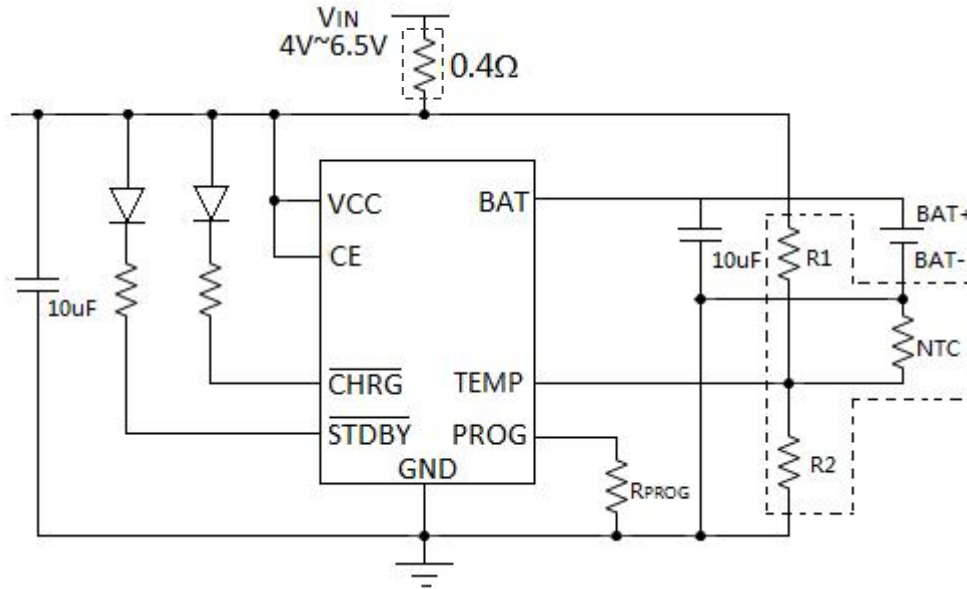 VIN
4V~6.5V
0.4Ω
VCC
BAT
CE
10uF
10uF
R1
BAT+
BAT-
NTC
CHRG
TEMP
STDBY
PROG
GND
RPROG
R2